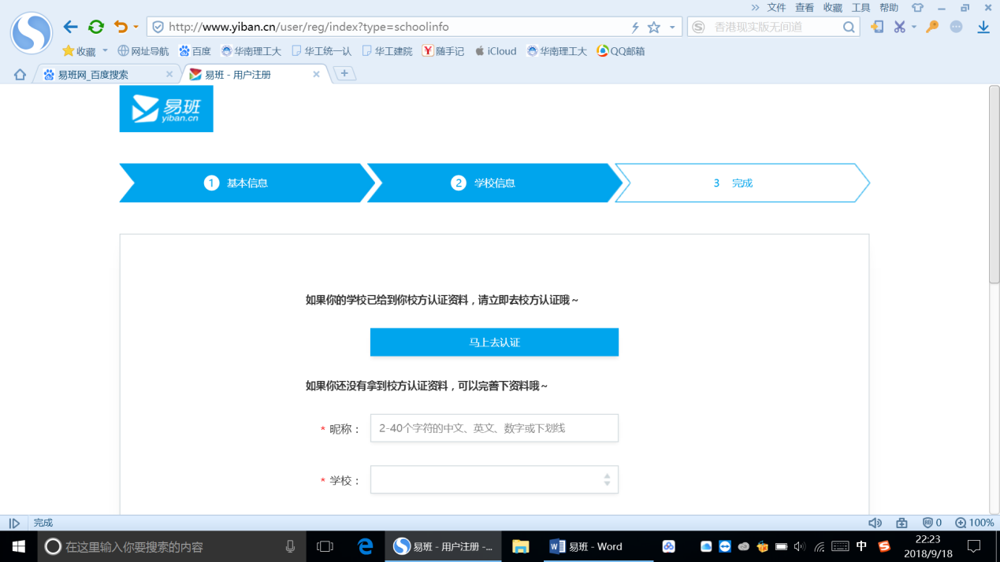 » 文件 查看 收藏 工具 帮助
http://www.yiban.cn/user/reg/index?type=schoolinfo
香港现实版无间道
收藏 网址导航 百度 华南理工大 华工统一认 华工建院 随手记 iCloud 华南理工大 QQ邮箱
易班网_百度搜索
易班 - 用户注册
易班
yiban.cn
1 基本信息
2 学校信息
3 完成
如果你的学校已给到你校方认证资料，请立即去校方认证哦～
马上去认证
如果你还没有拿到校方认证资料，可以完善下资料哦～
* 昵称： 2-40个字符的中文、英文、数字或下划线
* 学校：
完成
0
100%
在这里输入你要搜索的内容
易班 - 用户注册 -...
易班 - Word
中
22:23
2018/9/18